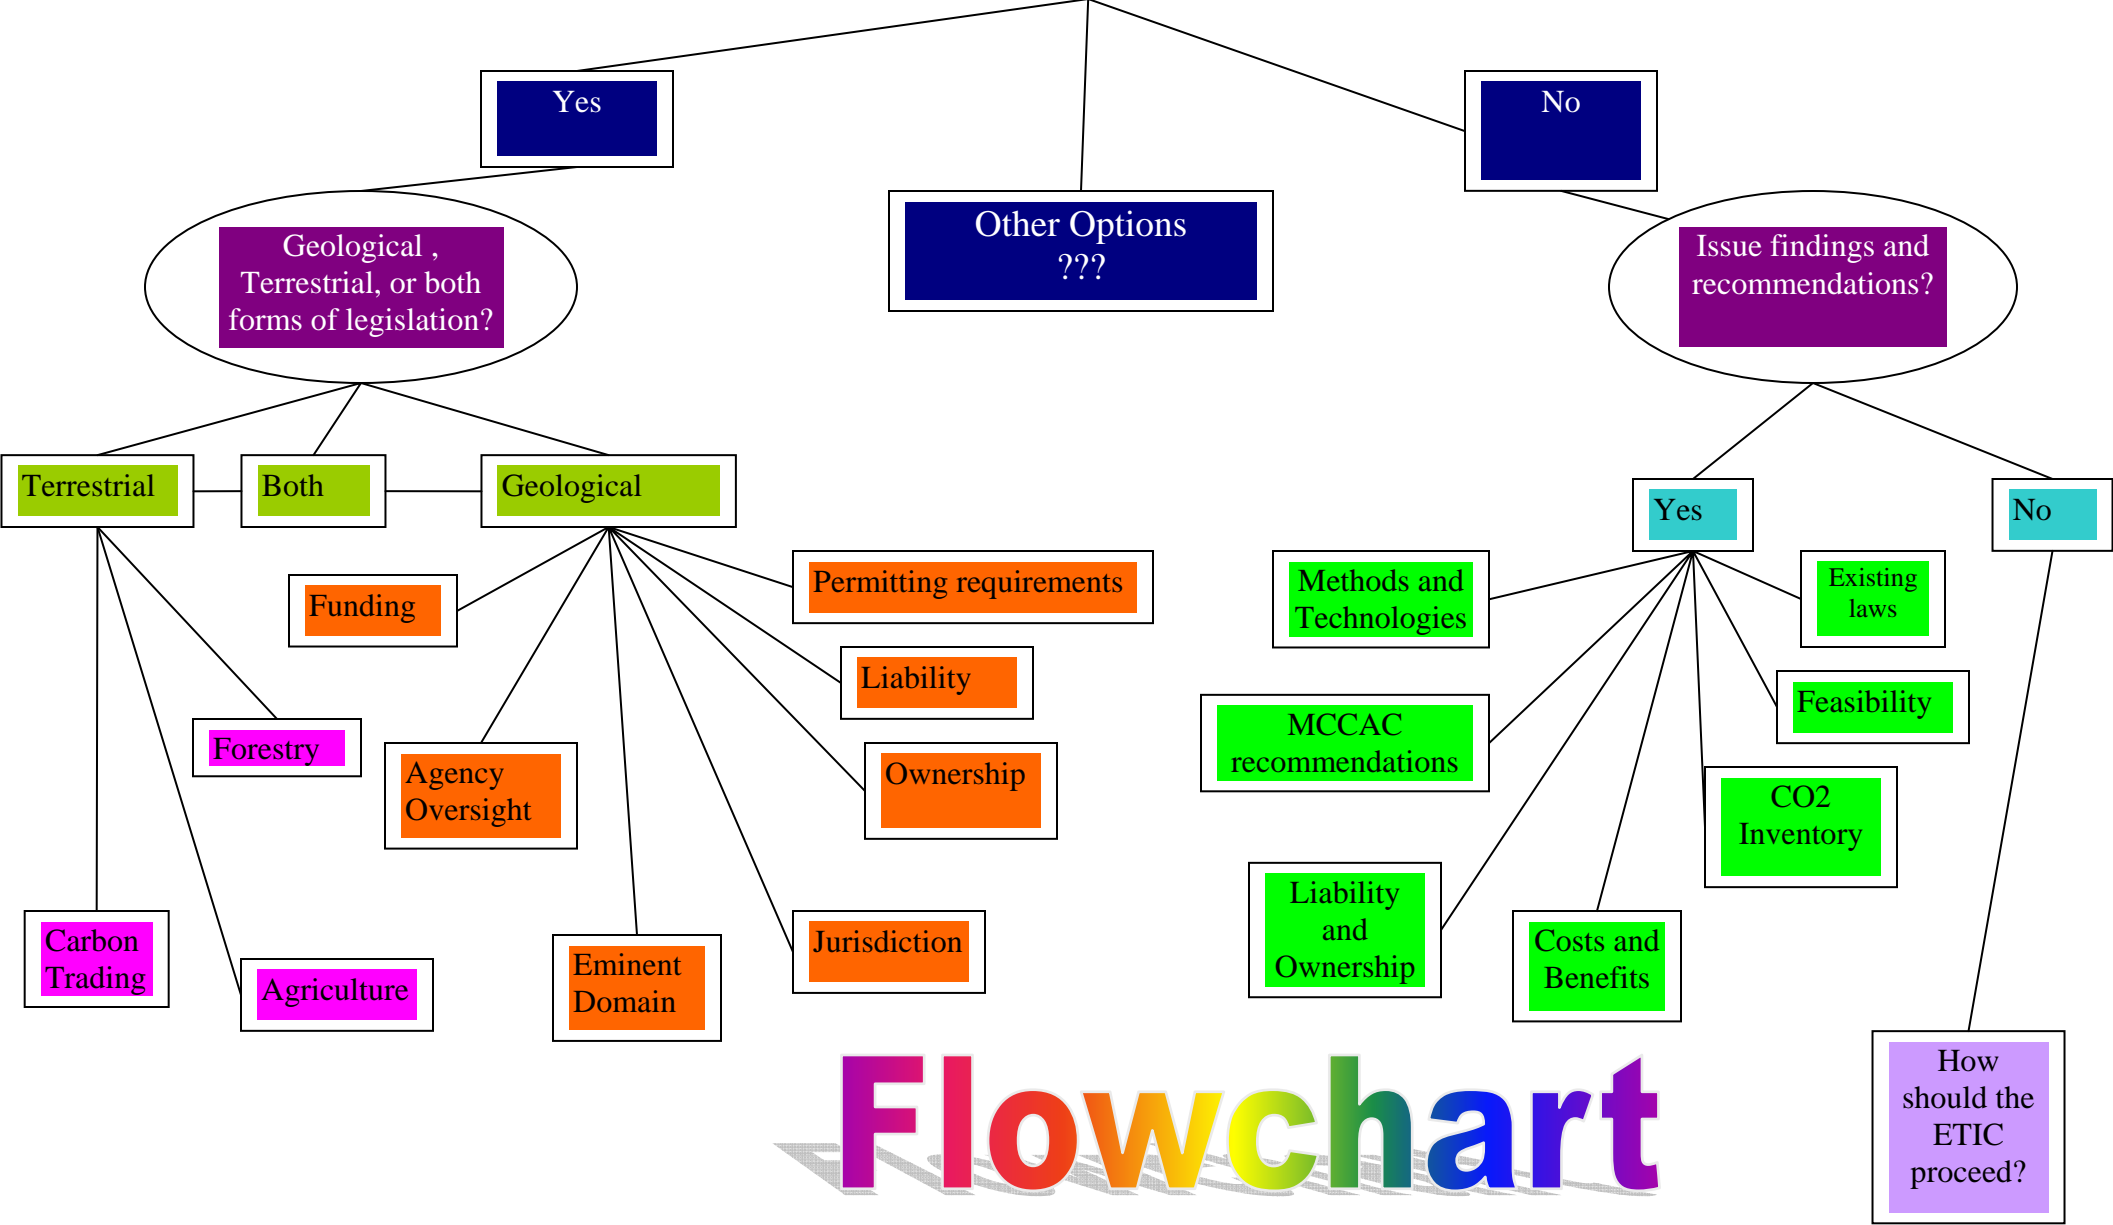 Yes
No
Other Options
???
Geological ,
Terrestrial, or both
forms of legislation?
Issue findings and
recommendations?
Terrestrial
Both
Geological
Yes
No
Funding
Permitting requirements
Liability
Forestry
Agency
Oversight
Ownership
Carbon
Trading
Agriculture
Eminent
Domain
Jurisdiction
Methods and
Technologies
Existing
laws
Feasibility
MCCAC
recommendations
CO2
Inventory
Liability
and
Ownership
Costs and
Benefits
How
should the
ETIC
proceed?
Flowchart